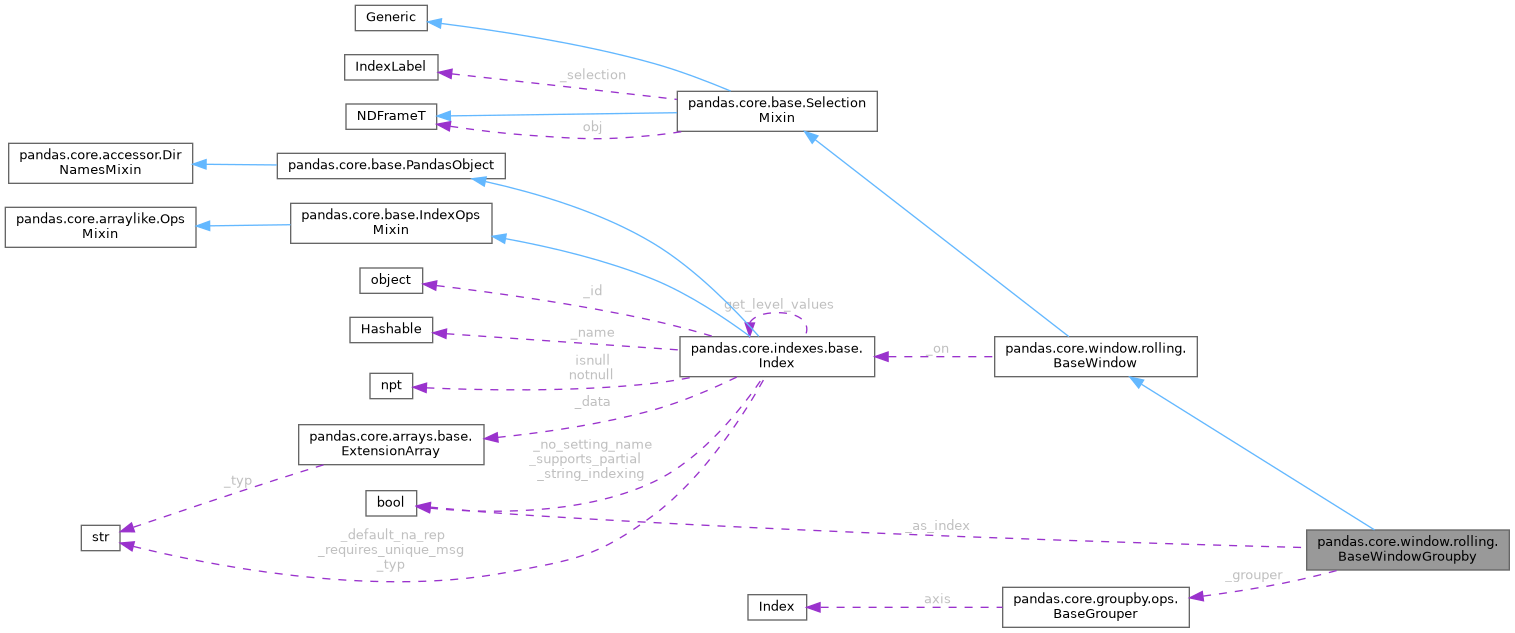 Generic
IndexLabel
_selection
pandas.core.base.Selection
Mixin
NDFrameT
obj
pandas.core.accessor.Dir
NamesMixin
pandas.core.base.PandasObject
pandas.core.arraylike.Ops
Mixin
pandas.core.base.IndexOps
Mixin
object
_id
get_level_values
Hashable
_name
pandas.core.indexes.base.
Index
_on
pandas.core.window.rolling.
BaseWindow
isnull
notnull
npt
_data
pandas.core.arrays.base.
ExtensionArray
_no_setting_name
_supports_partial
_string_indexing
_typ
bool
_as_index
str
_default_na_rep
_requires_unique_msg
_typ
pandas.core.window.rolling.
BaseWindowGroupby
_grouper
Index
axis
pandas.core.groupby.ops.
BaseGrouper